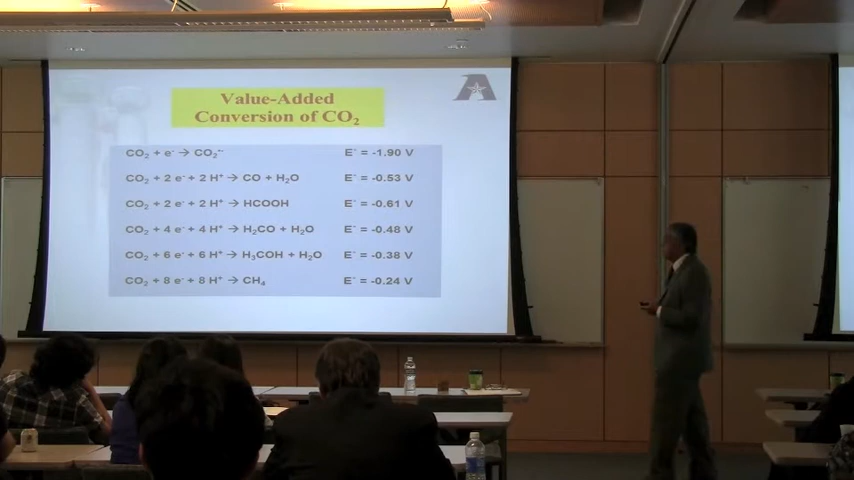 Value-Added
Conversion of CO₂
CO₂ + e⁻ → CO₂⁻· E° = -1.90 V
CO₂ + 2 e⁻ + 2 H⁺ → CO + H₂O E° = -0.53 V
CO₂ + 2 e⁻ + 2 H⁺ → HCOOH E° = -0.61 V
CO₂ + 4 e⁻ + 4 H⁺ → H₂CO + H₂O E° = -0.48 V
CO₂ + 6 e⁻ + 6 H⁺ → H₃COH + H₂O E° = -0.38 V
CO₂ + 8 e⁻ + 8 H⁺ → CH₄ E° = -0.24 V